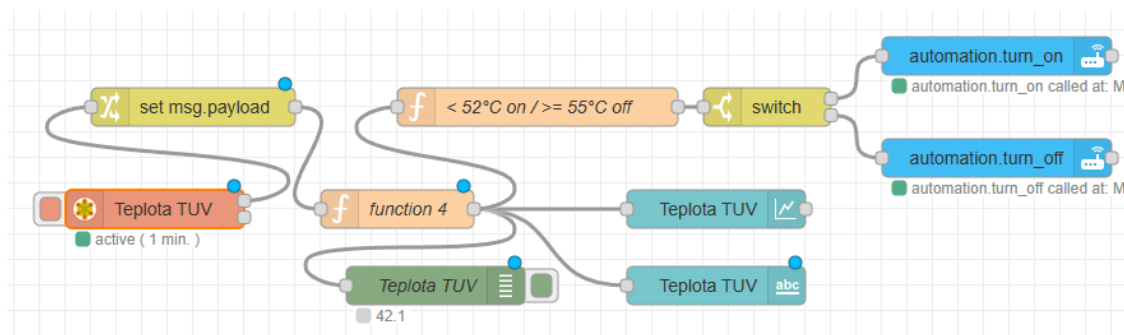 automation.turn_on
automation.turn_on called at: M
set msg.payload
< 52°C on / >= 55°C off
switch
automation.turn_off
automation.turn_off called at: M
Teplota TUV
active ( 1 min. )
function 4
Teplota TUV
Teplota TUV
42.1
Teplota TUV
abc